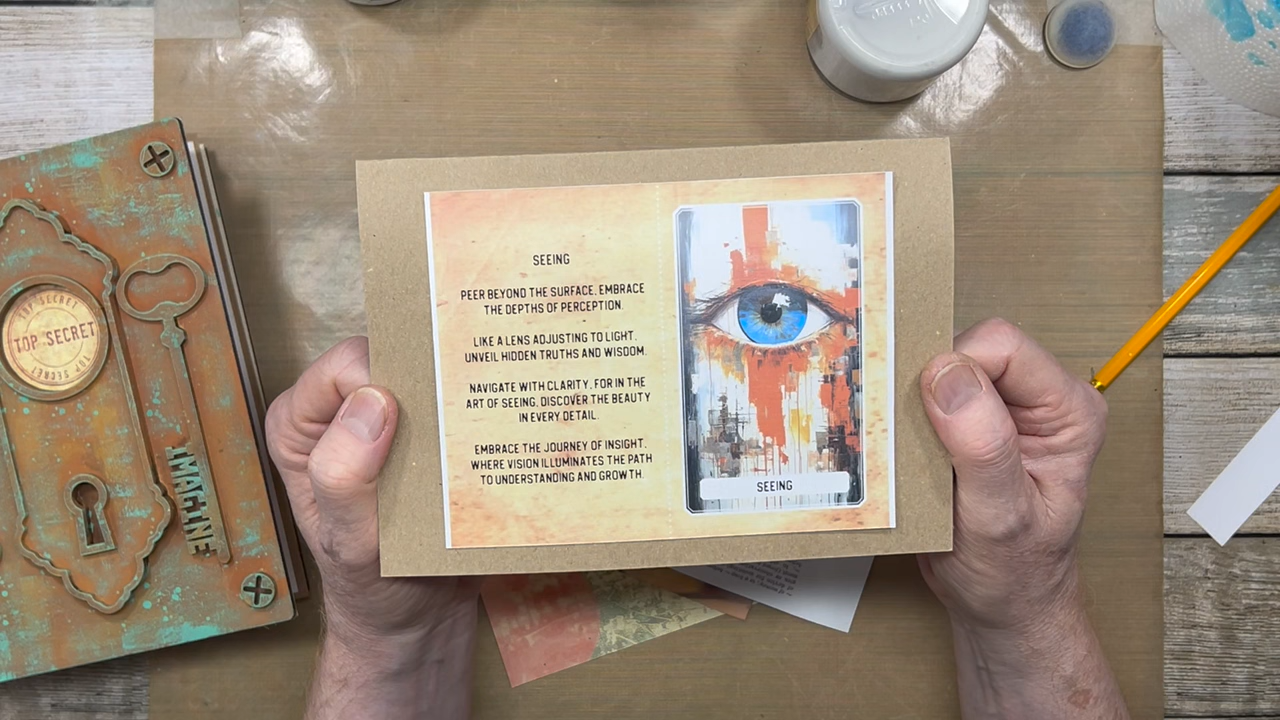 TOP SECRET
TOP SECRET
TOP SECRET
IMAGINE
SEEING
PEER BEYOND THE SURFACE, EMBRACE
THE DEPTHS OF PERCEPTION.
LIKE A LENS ADJUSTING TO LIGHT,
UNVEIL HIDDEN TRUTHS AND WISDOM.
NAVIGATE WITH CLARITY, FOR IN THE
ART OF SEEING, DISCOVER THE BEAUTY
IN EVERY DETAIL.
EMBRACE THE JOURNEY OF INSIGHT,
WHERE VISION ILLUMINATES THE PATH
TO UNDERSTANDING AND GROWTH.
SEEING